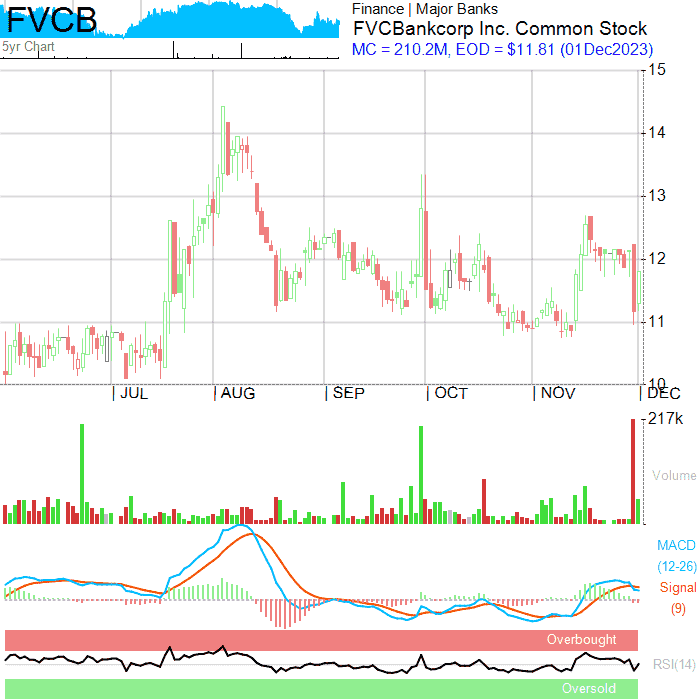 FVCB
5yr Chart
Finance | Major Banks
FVCBankcorp Inc. Common Stock
MC = 210.2M, EOD = $11.81 (01Dec2023)
15
14
13
12
11
10
JUL AUG SEP OCT NOV DEC
217k
Volume
MACD
(12-26)
Signal
(9)
Overbought
RSI(14)
Oversold